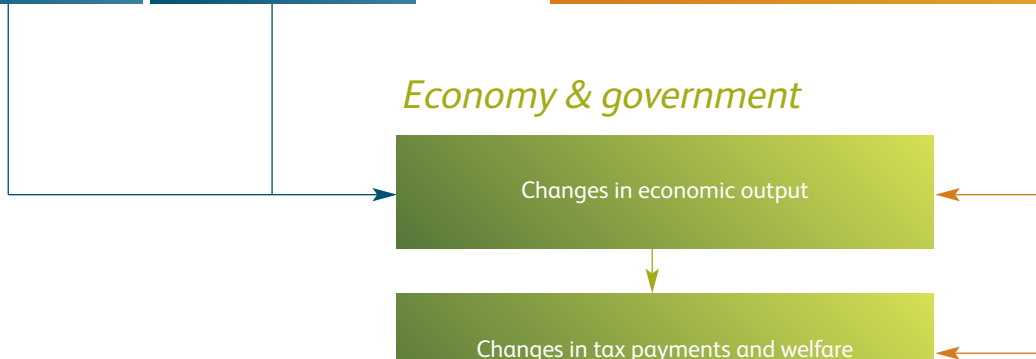 Economy & government
Changes in economic output
Changes in tax payments and welfare